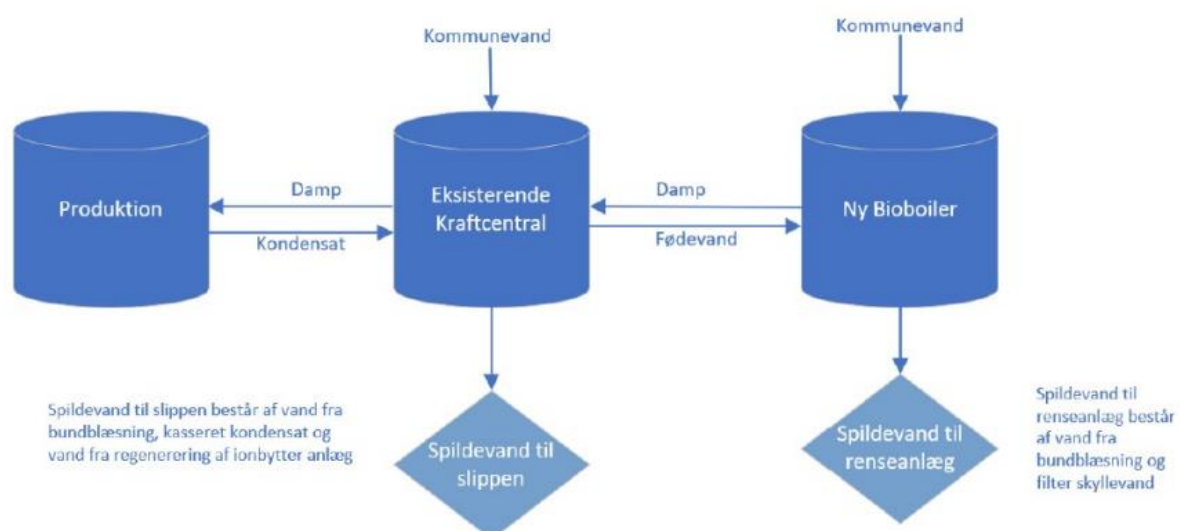 Kommunevand
Kommunevand
Produktion
Damp
Kondensat
Eksisterende
Kraftcentral
Damp
Fødevand
Ny Bioboiler
Spildevand til slippen består af vand fra
bundblæsning, kasseret kondensat og
vand fra regenerering af ionbytter anlæg
Spildevand til
slippen
Spildevand til
renseanlæg
Spildevand til
renseanlæg består
af vand fra
bundblæsning og
filter skyllevand